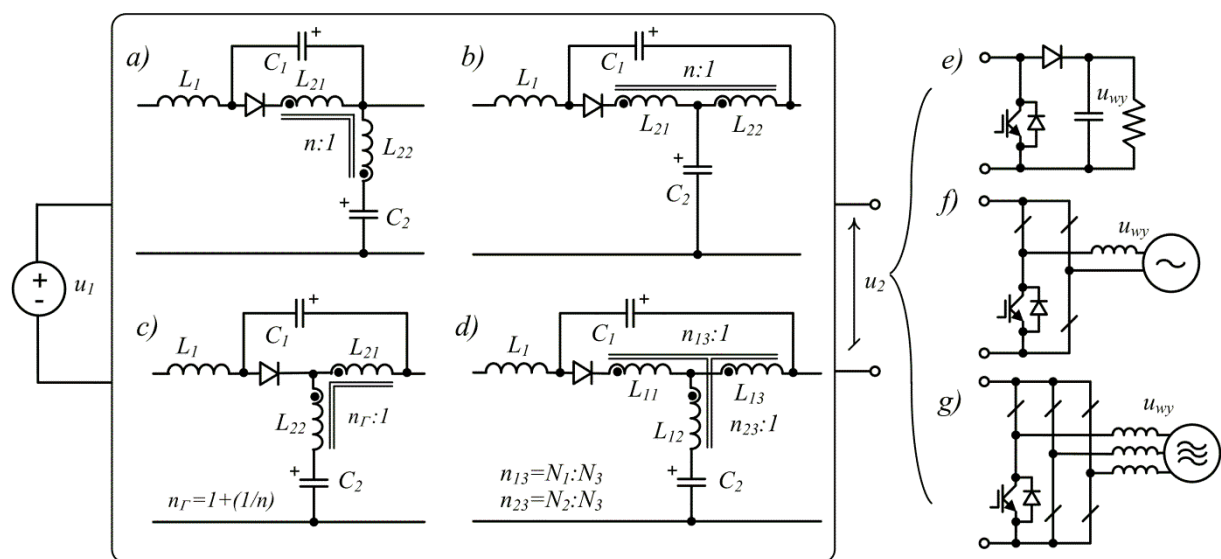 a)
C1
+
L1
L21
n:1
L22
+
C2
b)
+
C1
L1
n:1
L21
L22
+
C2
c)
+
C1
L1
L21
L22
nΓ:1
+
C2
nΓ=1+(1/n)
d)
+
C1
n13:1
L1
L11
L13
L12
n23:1
+
C2
n13=N1:N3
n23=N2:N3
+
-
u1
u2
e)
uwy
f)
uwy
g)
uwy